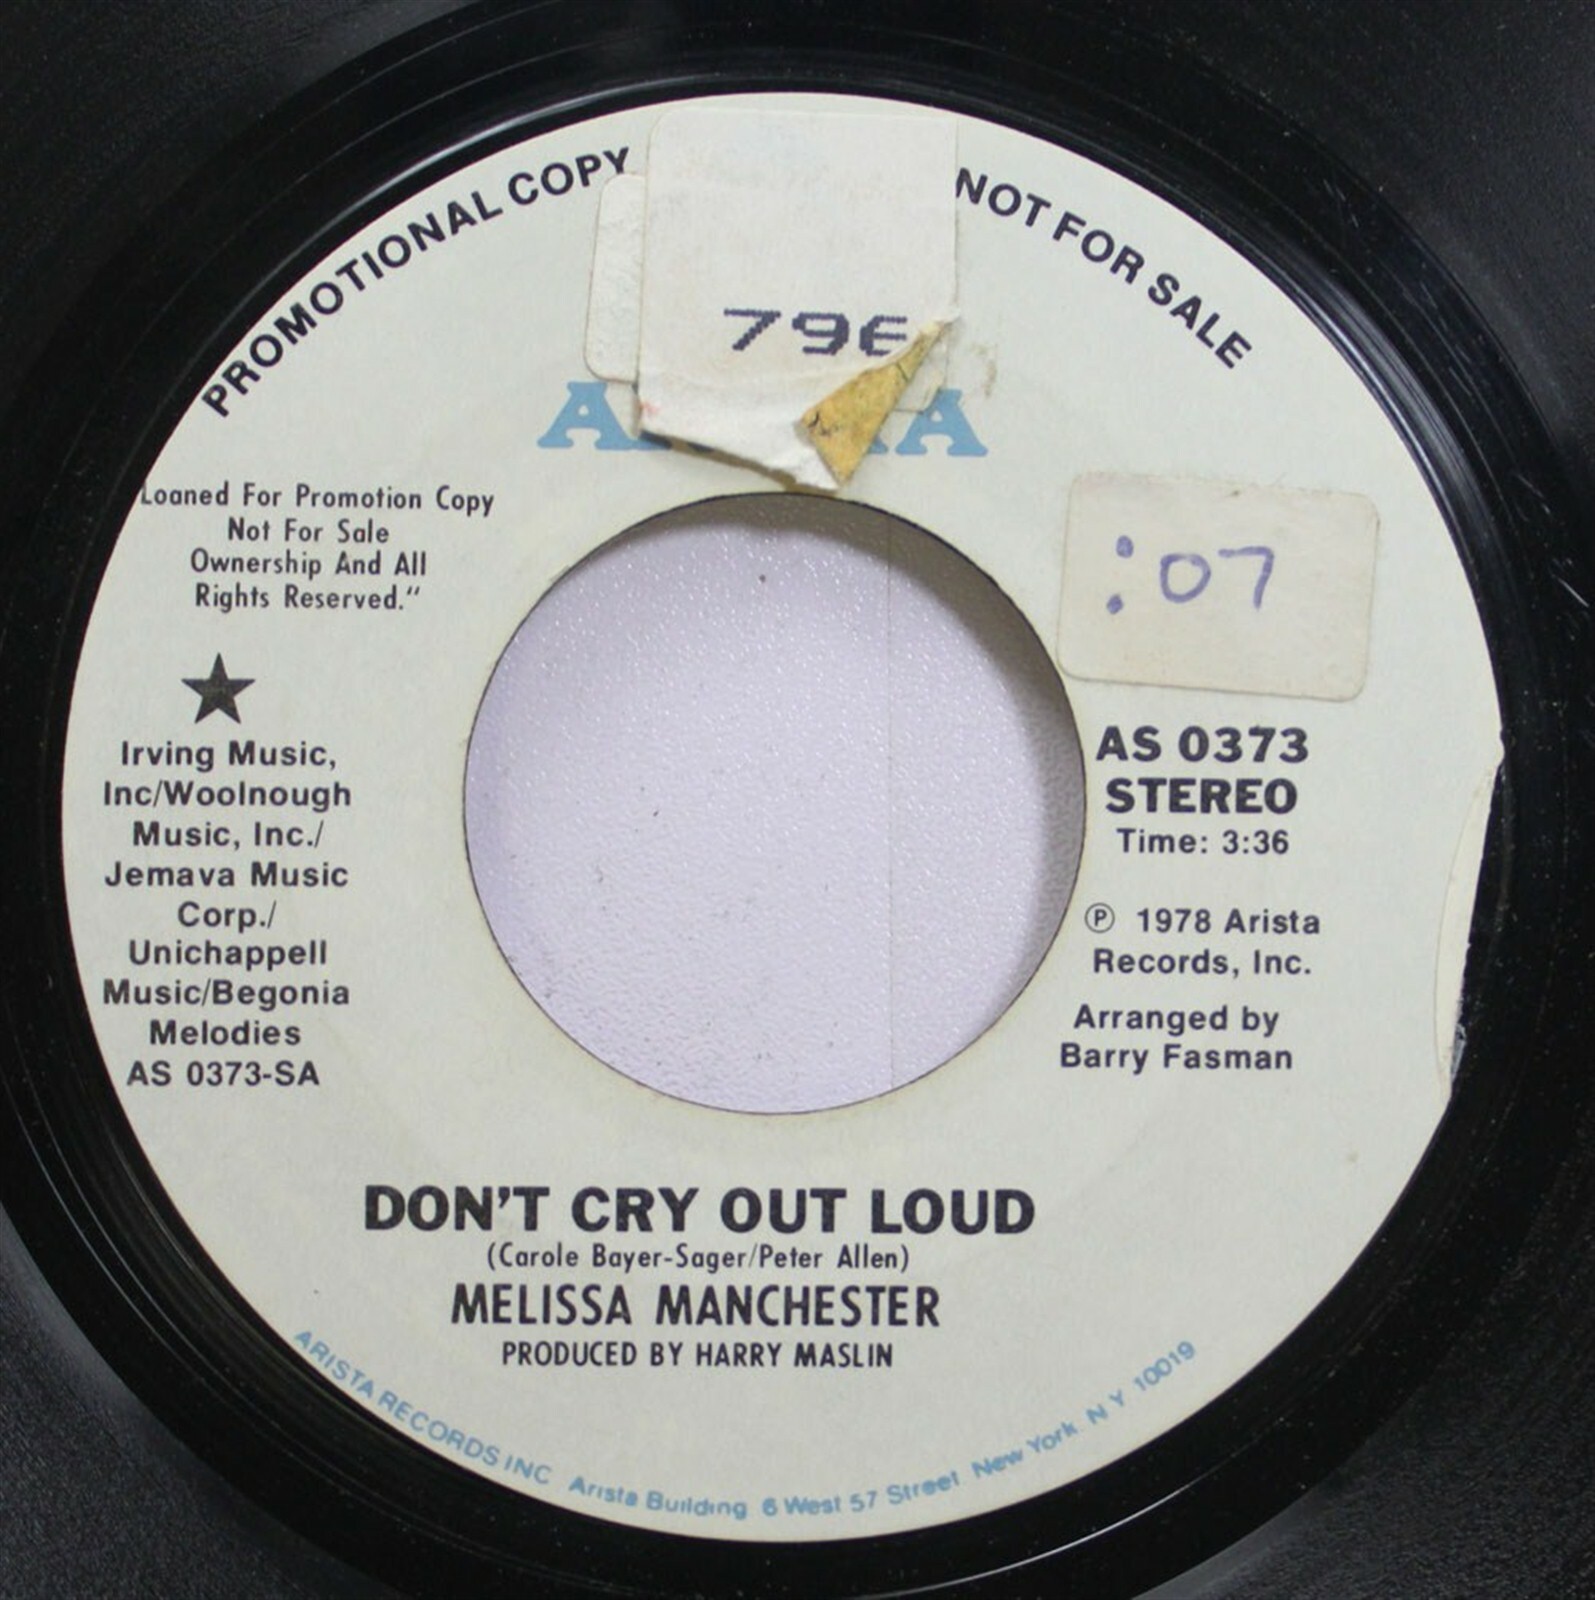 PROMOTIONAL COPY NOT FOR SALE
Loaned For Promotion Copy
Not For Sale
Ownership And All
Rights Reserved."
:07
Irving Music,
Inc/Woolnough
Music, Inc./
Jemava Music
Corp./
Unichappell
Music/Begonia
Melodies
AS 0373-SA
AS 0373
STEREO
Time: 3:36
Ⓟ 1978 Arista
Records, Inc.
Arranged by
Barry Fasman
DON'T CRY OUT LOUD
(Carole Bayer-Sager/Peter Allen)
MELISSA MANCHESTER
PRODUCED BY HARRY MASLIN
ARISTA RECORDS INC Arista Building 6 West 57 Street New York N Y 10019